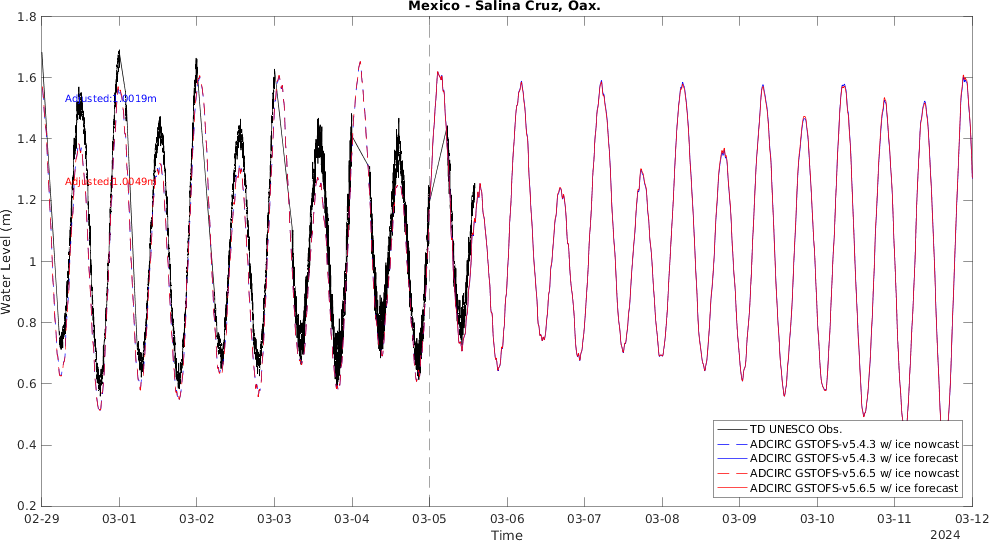 Mexico - Salina Cruz, Oax.
1.8
1.6
1.4
1.2
1
0.8
0.6
0.4
0.2
Water Level (m)
Adjusted:1.0019m
Adjusted:1.0049m
TD UNESCO Obs.
ADCIRC GSTOFS-v5.4.3 w/ ice nowcast
ADCIRC GSTOFS-v5.4.3 w/ ice forecast
ADCIRC GSTOFS-v5.6.5 w/ ice nowcast
ADCIRC GSTOFS-v5.6.5 w/ ice forecast
02-29 03-01 03-02 03-03 03-04 03-05 03-06 03-07 03-08 03-09 03-10 03-11 03-12
Time
2024